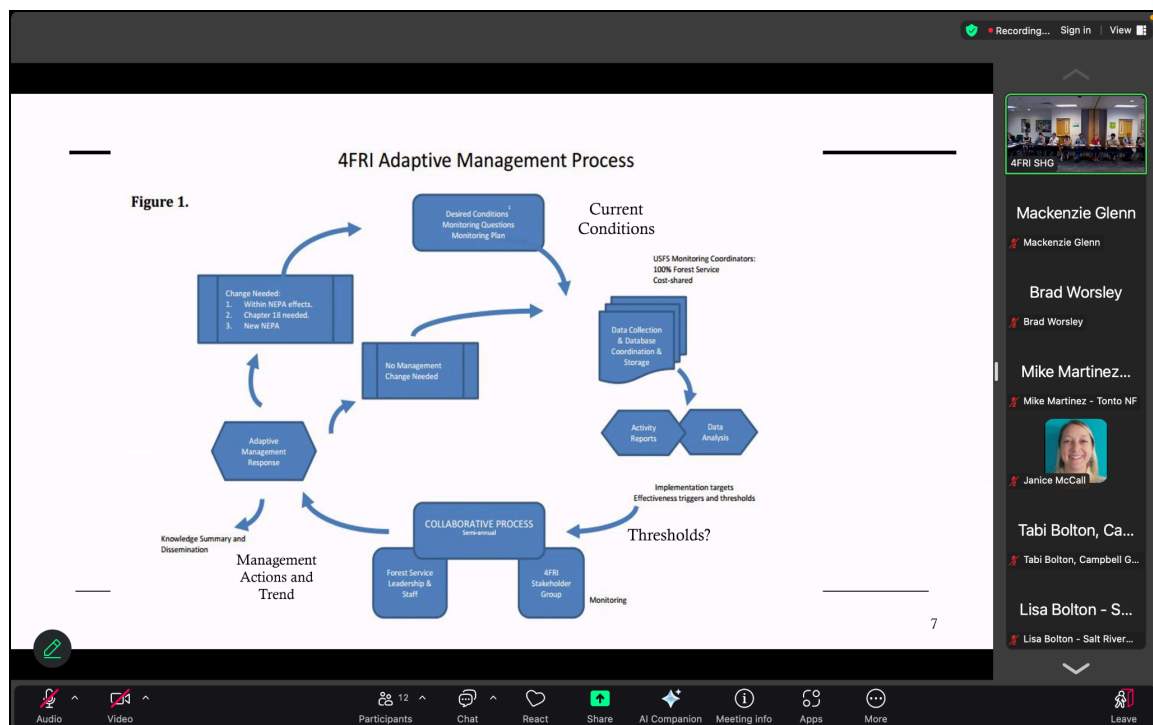 Recording...
Sign in
View
4FRI Adaptive Management Process
Figure 1.
Desired Conditions1
Monitoring Questions
Monitoring Plan
Current
Conditions
USFS Monitoring Coordinators:
100% Forest Service
Cost-shared
Change Needed:
1. Within NEPA effects.
2. Chapter 18 needed.
3. New NEPA
Data Collection
& Database
Coordination &
Storage
No Management
Change Needed
Activity
Reports
Data
Analysis
Adaptive
Management
Response
Implementation targets
Effectiveness triggers and thresholds
COLLABORATIVE PROCESS
Semi-annual
Thresholds?
Knowledge Summary and
Dissemination
Management
Actions and
Trend
Forest Service
Leadership &
Staff
4FRI
Stakeholder
Group
Monitoring
7
4FRI SHG
Mackenzie Glenn
Mackenzie Glenn
Brad Worsley
Brad Worsley
Mike Martinez...
Mike Martinez - Tonto NF
Janice McCall
Tabi Bolton, Ca...
Tabi Bolton, Campbell G...
Lisa Bolton - S...
Lisa Bolton - Salt River...
Audio
Video
12
Participants
Chat
React
Share
AI Companion
Meeting info
Apps
More
Leave